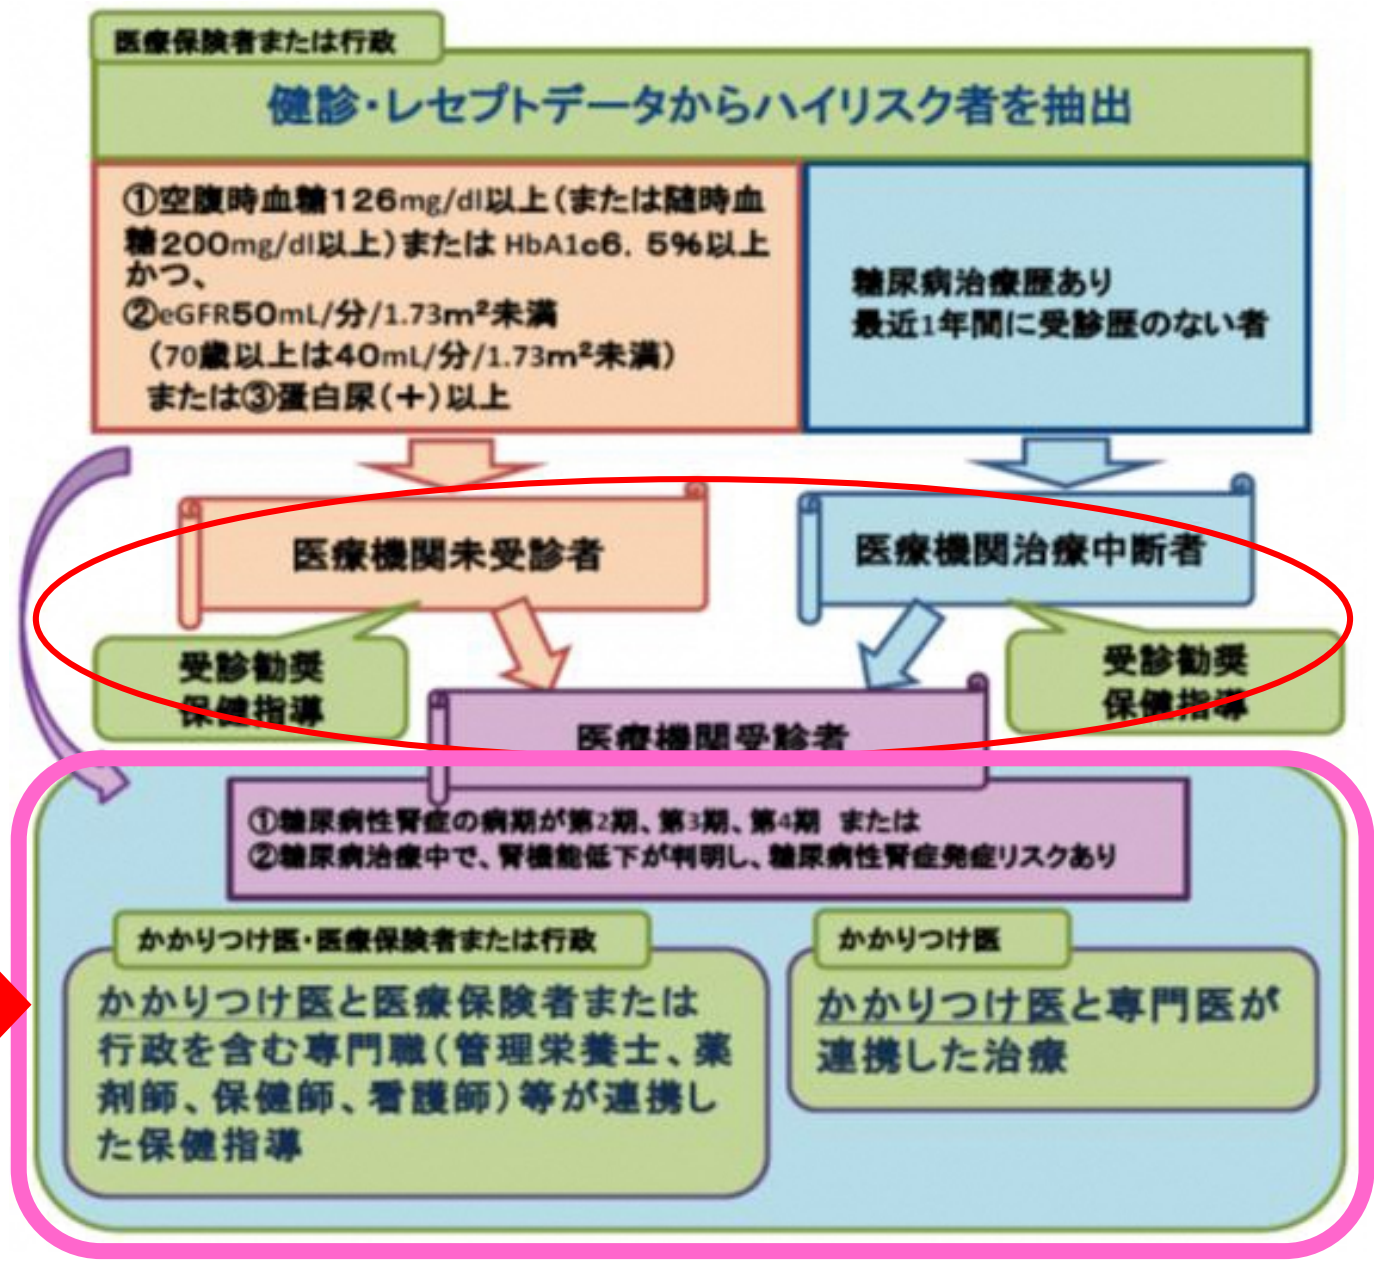 医療保険者または行政
健診・レセプトデータからハイリスク者を抽出
①空腹時血糖126mg/dl以上(または随時血
糖200mg/dl以上)または HbA1c6.5%以上
かつ、
②eGFR50mL/分/1.73m²未満
(70歳以上は40mL/分/1.73m²未満)
または③蛋白尿(+)以上
糖尿病治療歴あり
最近1年間に受診歴のない者
医療機関未受診者
医療機関治療中断者
受診勧奨
保健指導
受診勧奨
保健指導
医療機関受診者
①糖尿病性腎症の病期が第2期、第3期、第4期 または
②糖尿病治療中で、腎機能低下が判明し、糖尿病性腎症発症リスクあり
かかりつけ医・医療保険者または行政
かかりつけ医と医療保険者または
行政を含む専門職(管理栄養士、薬
剤師、保健師、看護師)等が連携し
た保健指導
かかりつけ医
かかりつけ医と専門医が
連携した治療